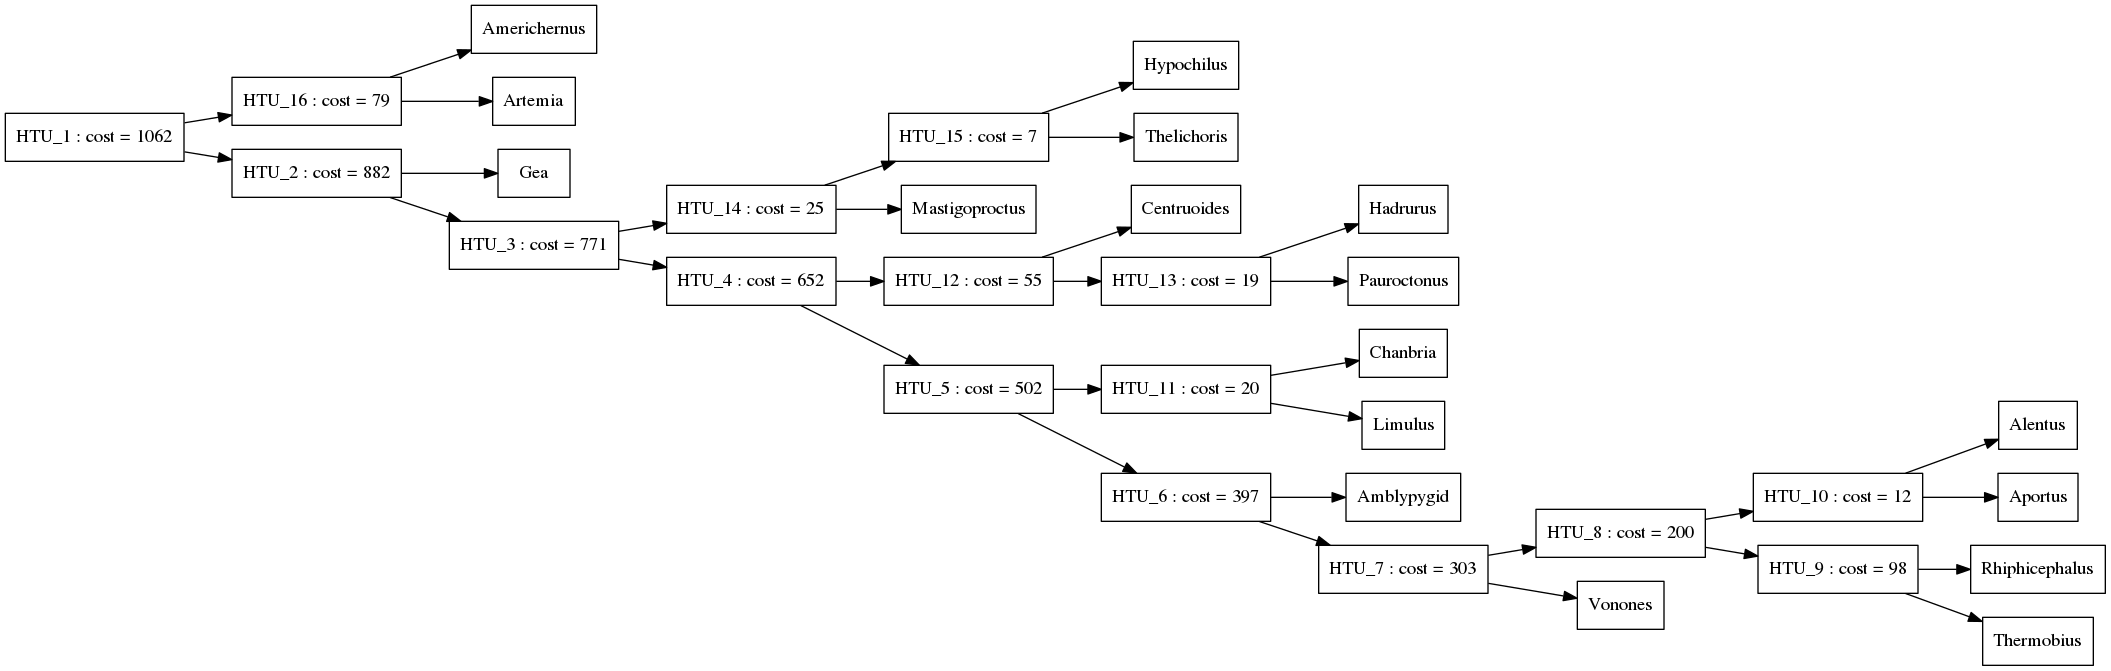 Americhernus
HTU_16 : cost = 79
Artemia
HTU_1 : cost = 1062
HTU_2 : cost = 882
Gea
HTU_3 : cost = 771
HTU_14 : cost = 25
HTU_15 : cost = 7
Hypochilus
Thelichoris
Mastigoproctus
HTU_4 : cost = 652
HTU_12 : cost = 55
Centruoides
HTU_13 : cost = 19
Hadrurus
Pauroctonus
HTU_5 : cost = 502
HTU_11 : cost = 20
Chanbria
Limulus
HTU_6 : cost = 397
Amblypygid
HTU_7 : cost = 303
HTU_8 : cost = 200
HTU_10 : cost = 12
Alentus
Aportus
HTU_9 : cost = 98
Rhiphicephalus
Thermobius
Vonones